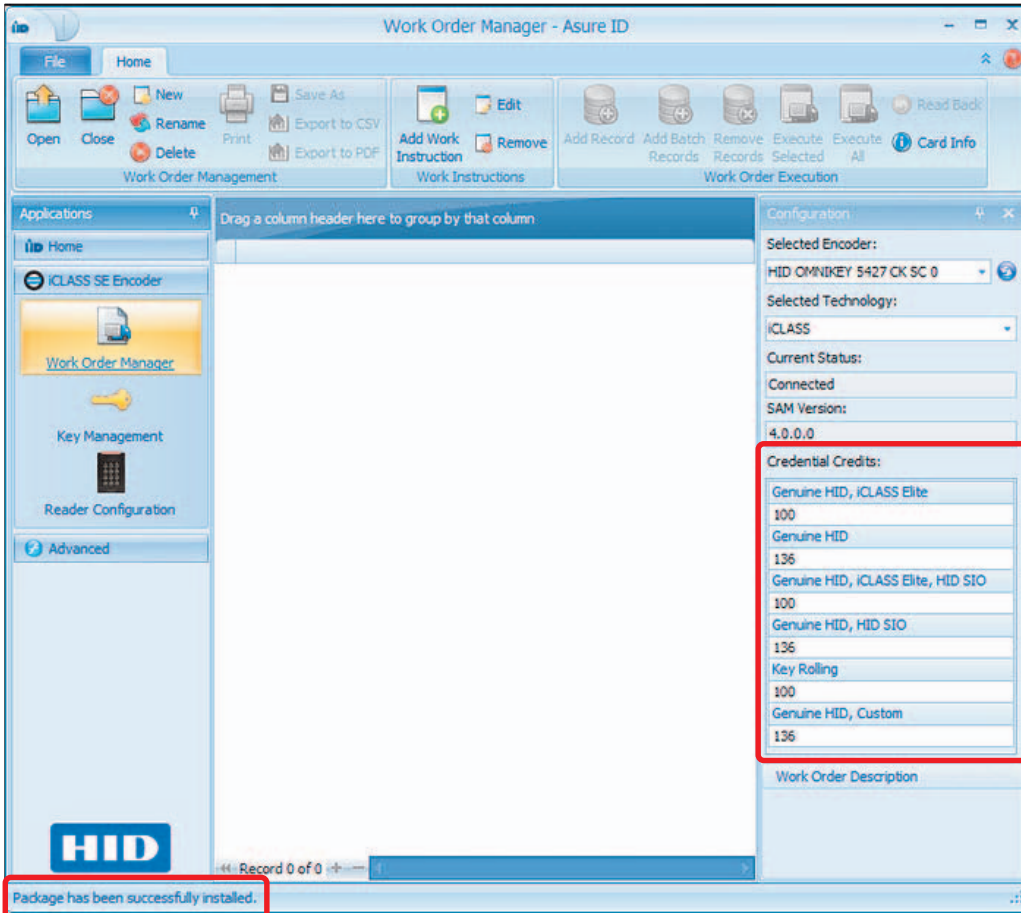 Work Order Manager - Asure ID
File
Home
Open
Close
New
Rename
Delete
Print
Save As
Export to CSV
Export to PDF
Work Order Management
Add Work
Instruction
Edit
Remove
Work Instructions
Add Record
Add Batch
Records
Remove
Records
Execute
Selected
Execute
All
Read Back
Card Info
Work Order Execution
Applications
iD Home
iCLASS SE Encoder
Work Order Manager
Key Management
Reader Configuration
Advanced
HID
Drag a column header here to group by that column
Record 0 of 0
Configuration
Selected Encoder:
HID OMNIKEY 5427 CK SC 0
Selected Technology:
iCLASS
Current Status:
Connected
SAM Version:
4.0.0.0
Credential Credits:
Genuine HID, iCLASS Elite
100
Genuine HID
136
Genuine HID, iCLASS Elite, HID SIO
100
Genuine HID, HID SIO
136
Key Rolling
100
Genuine HID, Custom
136
Work Order Description
Package has been successfully installed.